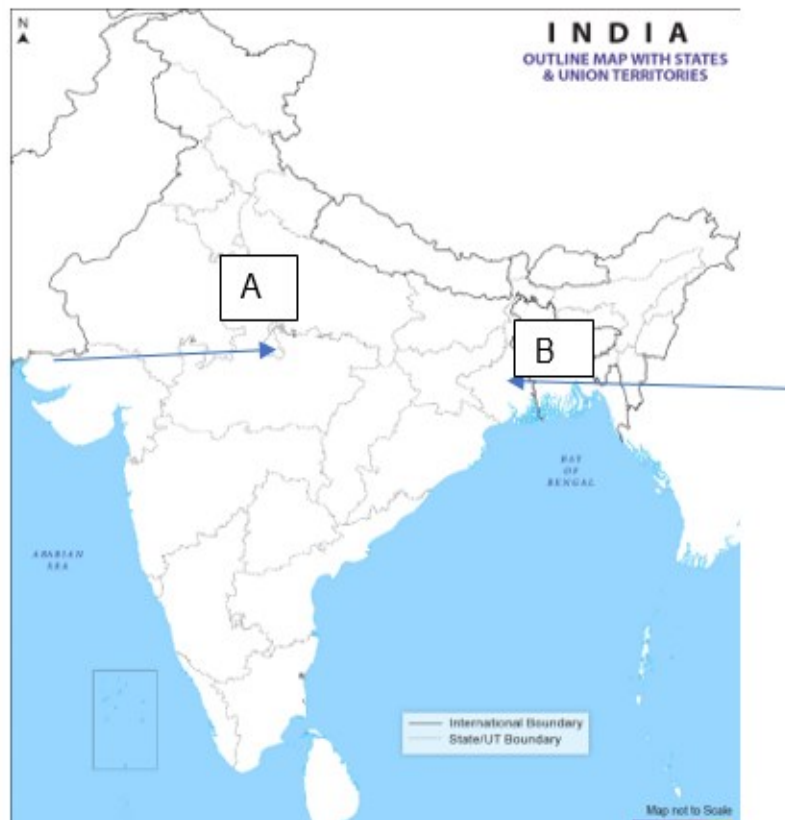 N
INDIA
OUTLINE MAP WITH STATES
& UNION TERRITORIES
A
B
BAY
OF
BENGAL
ARABIAN
SEA
International Boundary
State/UT Boundary
Map not to Scale